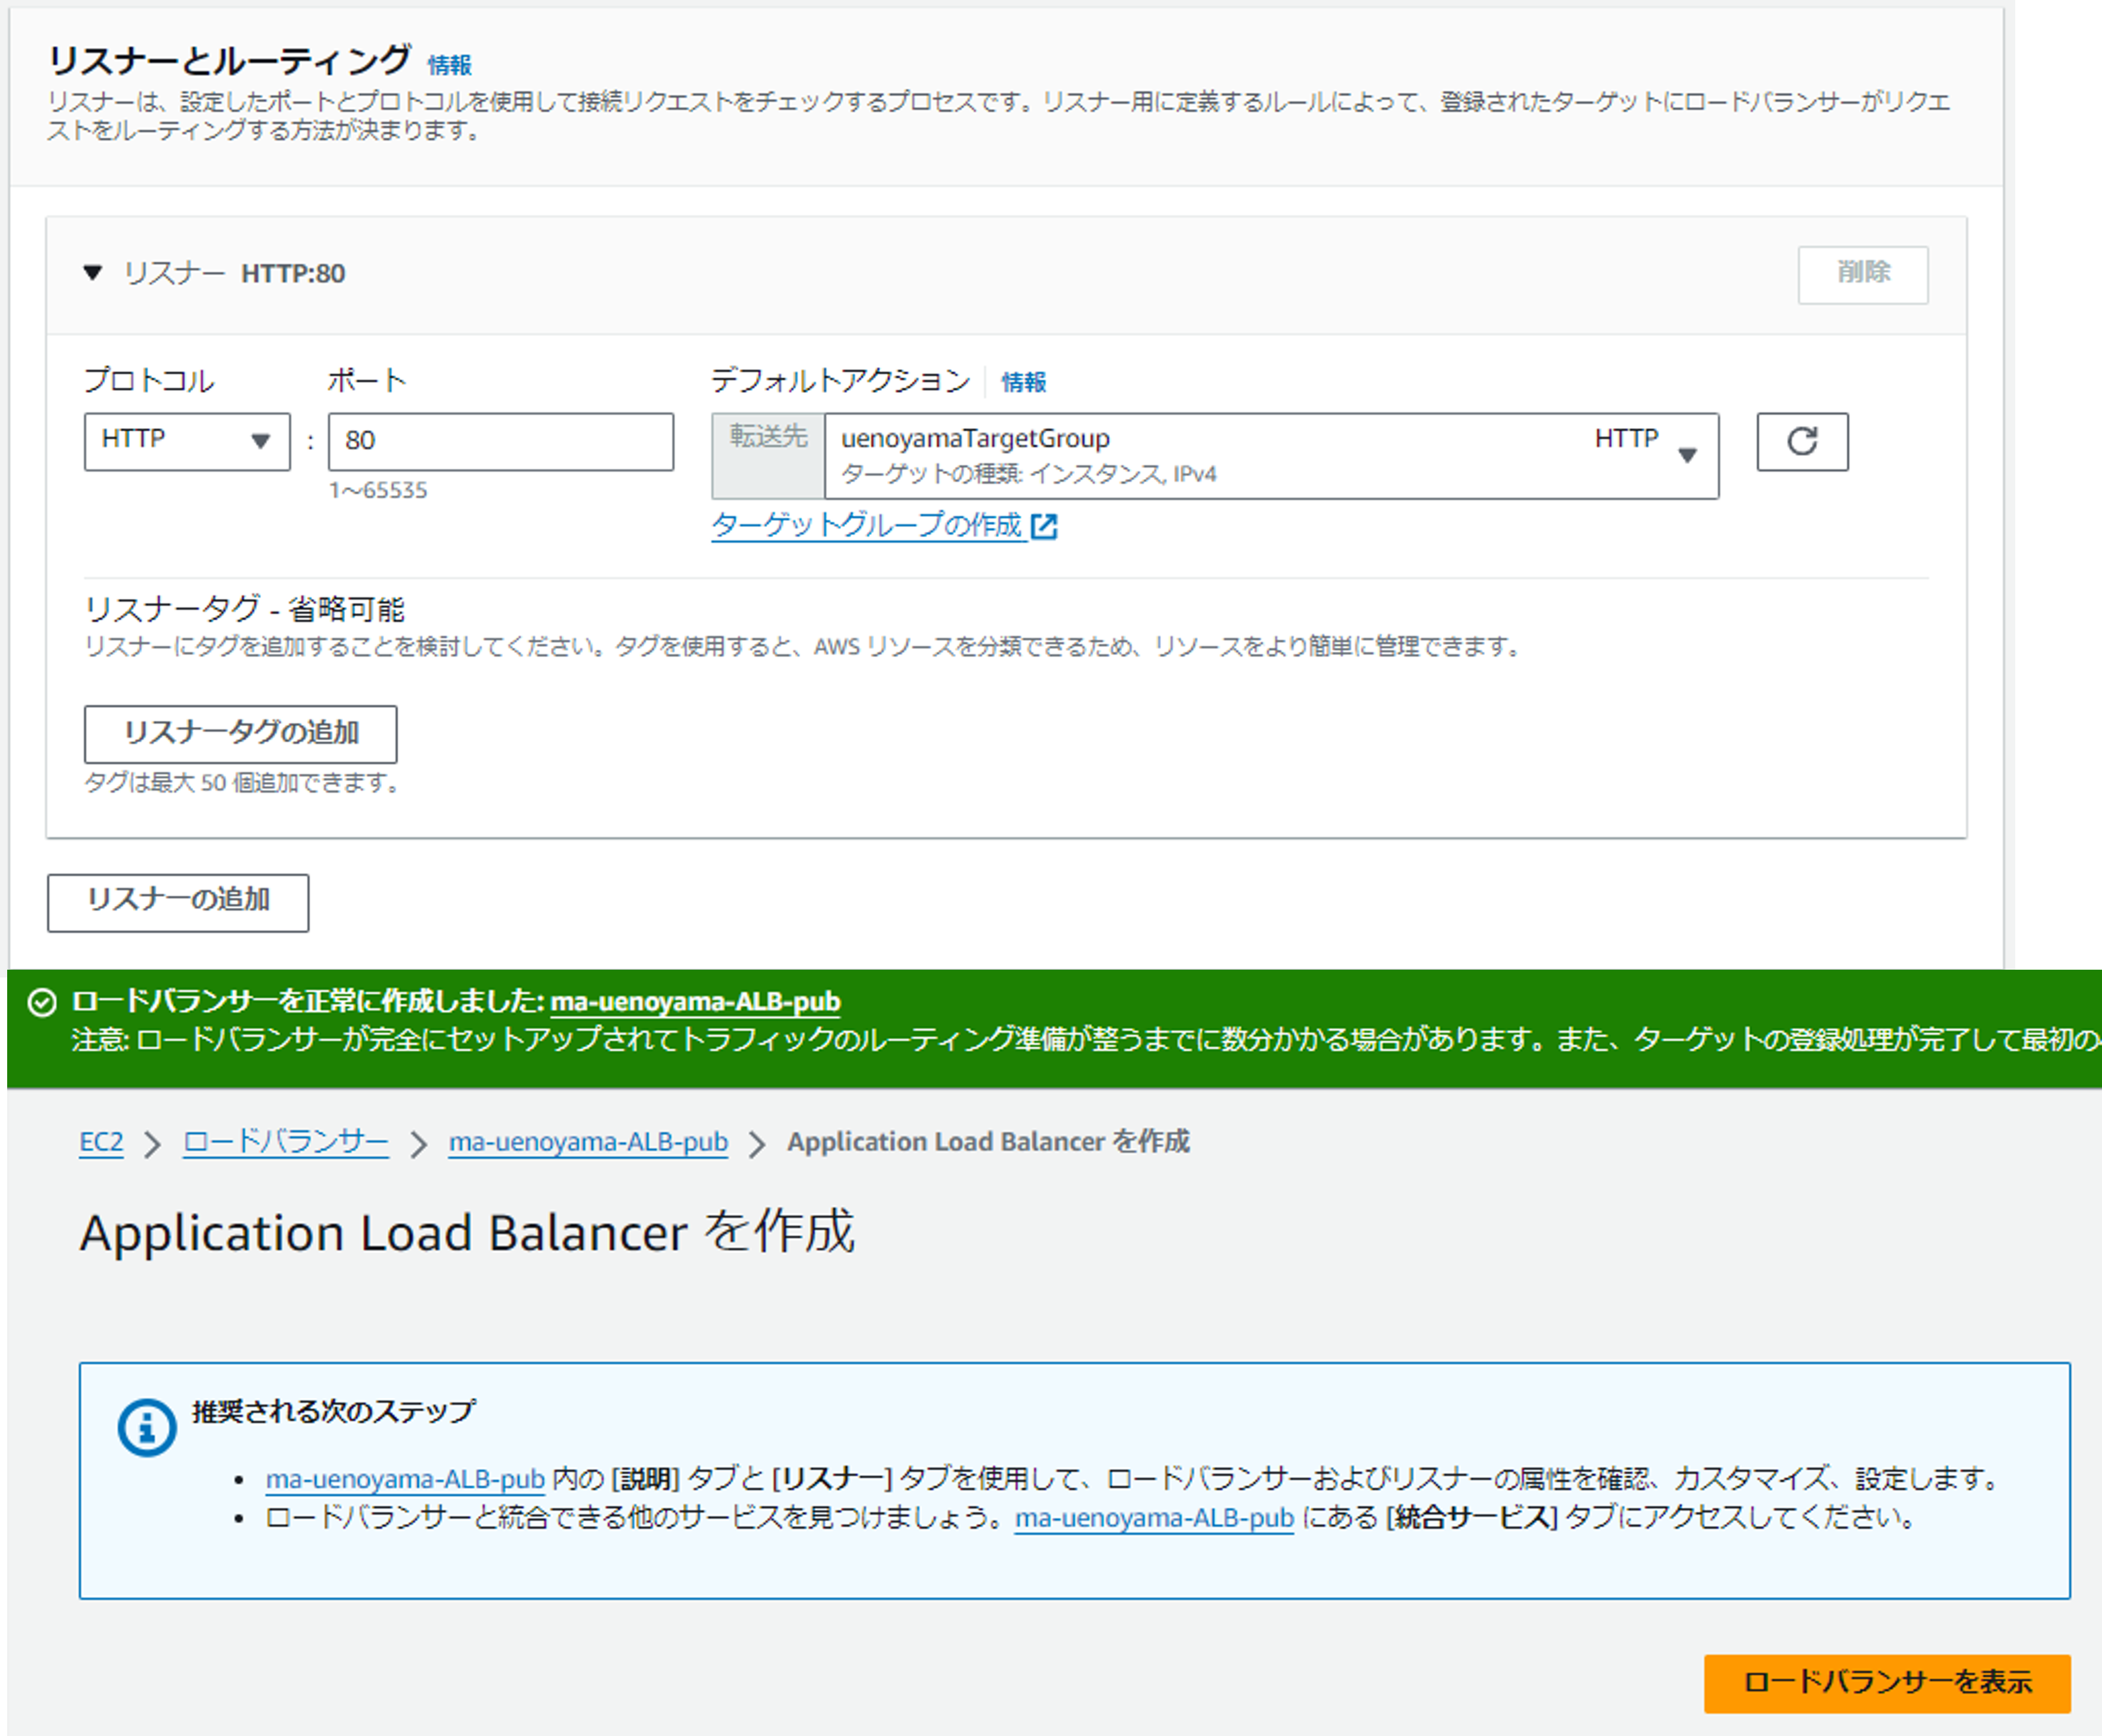 リスナーとルーティング 情報
リスナーは、設定したポートとプロトコルを使用して接続リクエストをチェックするプロセスです。リスナー用に定義するルールによって、登録されたターゲットにロードバランサーがリクエ
ストをルーティングする方法が決まります。
リスナー HTTP:80
削除
プロトコル
ポート
デフォルトアクション 情報
HTTP
:
80
1～65535
転送先
uenoyamaTargetGroup
HTTP
ターゲットの種類: インスタンス, IPv4
ターゲットグループの作成
リスナータグ - 省略可能
リスナーにタグを追加することを検討してください。タグを使用すると、AWS リソースを分類できるため、リソースをより簡単に管理できます。
リスナータグの追加
タグは最大 50 個追加できます。
リスナーの追加
ロードバランサーを正常に作成しました: ma-uenoyama-ALB-pub
注意: ロードバランサーが完全にセットアップされてトラフィックのルーティング準備が整うまでに数分かかる場合があります。また、ターゲットの登録処理が完了して最初の
EC2 > ロードバランサー > ma-uenoyama-ALB-pub > Application Load Balancer を作成
Application Load Balancer を作成
推奨される次のステップ
• ma-uenoyama-ALB-pub 内の [説明] タブと [リスナー] タブを使用して、ロードバランサーおよびリスナーの属性を確認、カスタマイズ、設定します。
• ロードバランサーと統合できる他のサービスを見つけましょう。ma-uenoyama-ALB-pub にある [統合サービス] タブにアクセスしてください。
ロードバランサーを表示